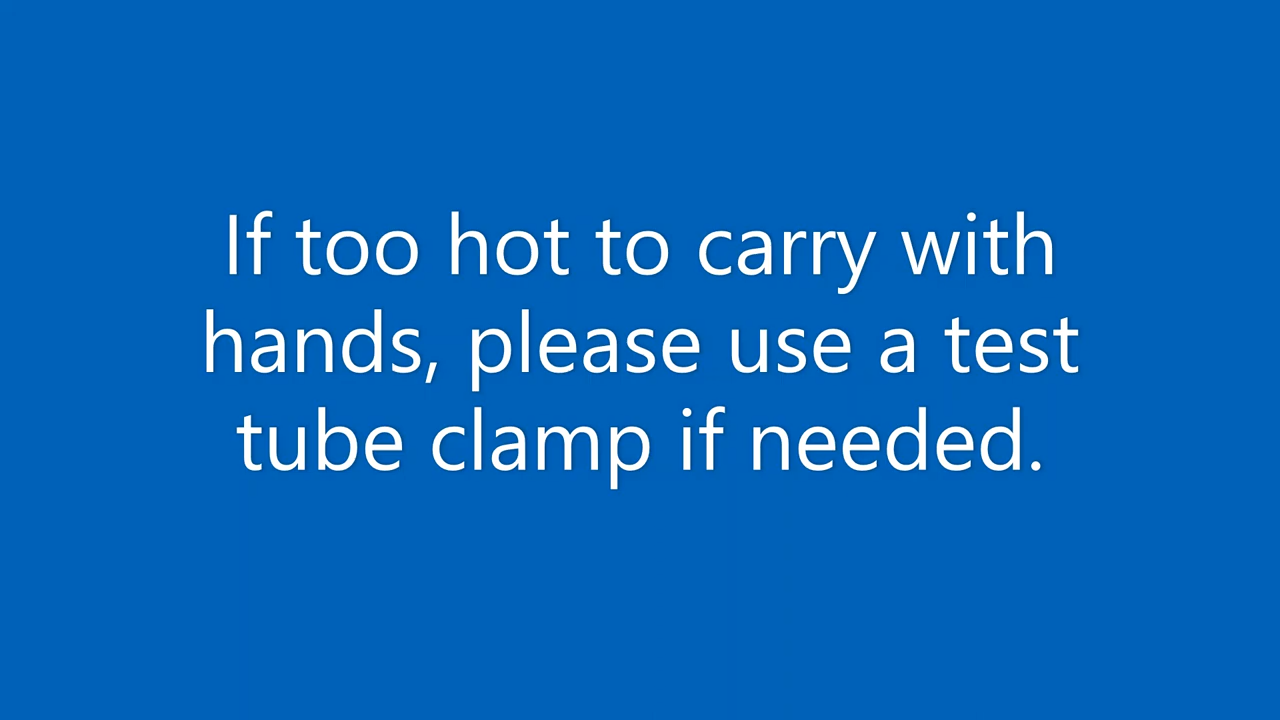 If too hot to carry with
hands, please use a test
tube clamp if needed.